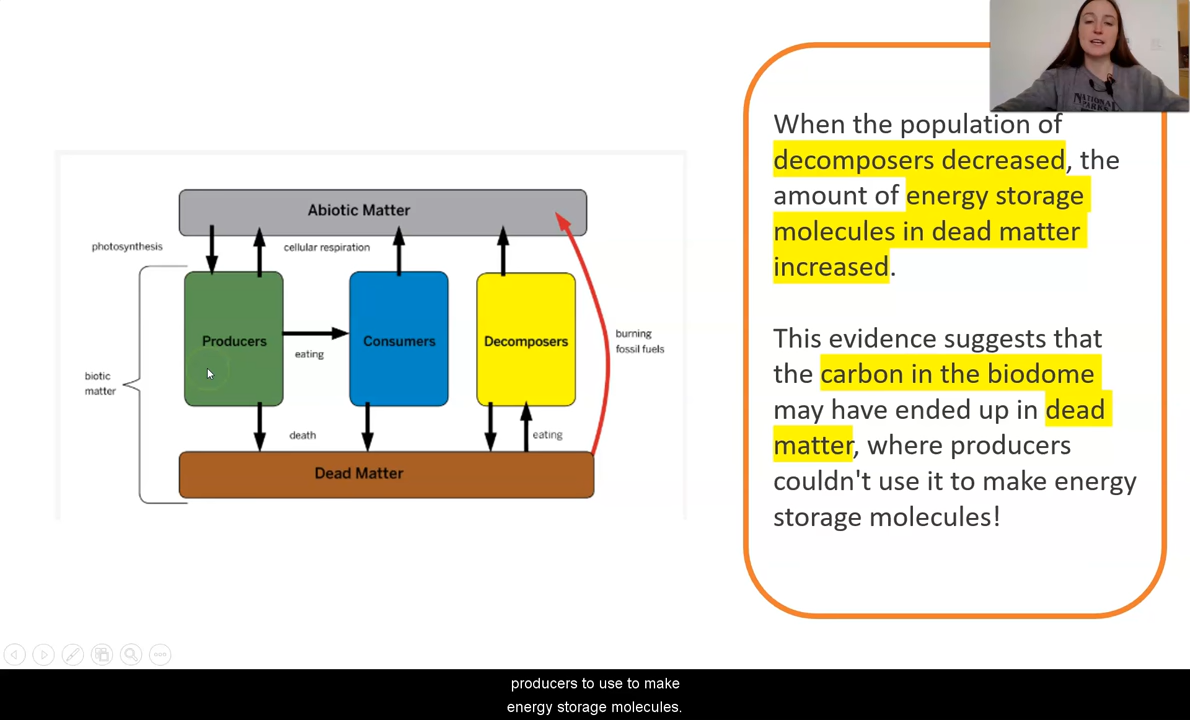 Abiotic Matter
photosynthesis
cellular respiration
Producers
Consumers
Decomposers
eating
burning
fossil fuels
biotic
matter
death
eating
Dead Matter
NATIONAL
When the population of
decomposers decreased, the
amount of energy storage
molecules in dead matter
increased.
This evidence suggests that
the carbon in the biodome
may have ended up in dead
matter, where producers
couldn't use it to make energy
storage molecules!
producers to use to make
energy storage molecules.